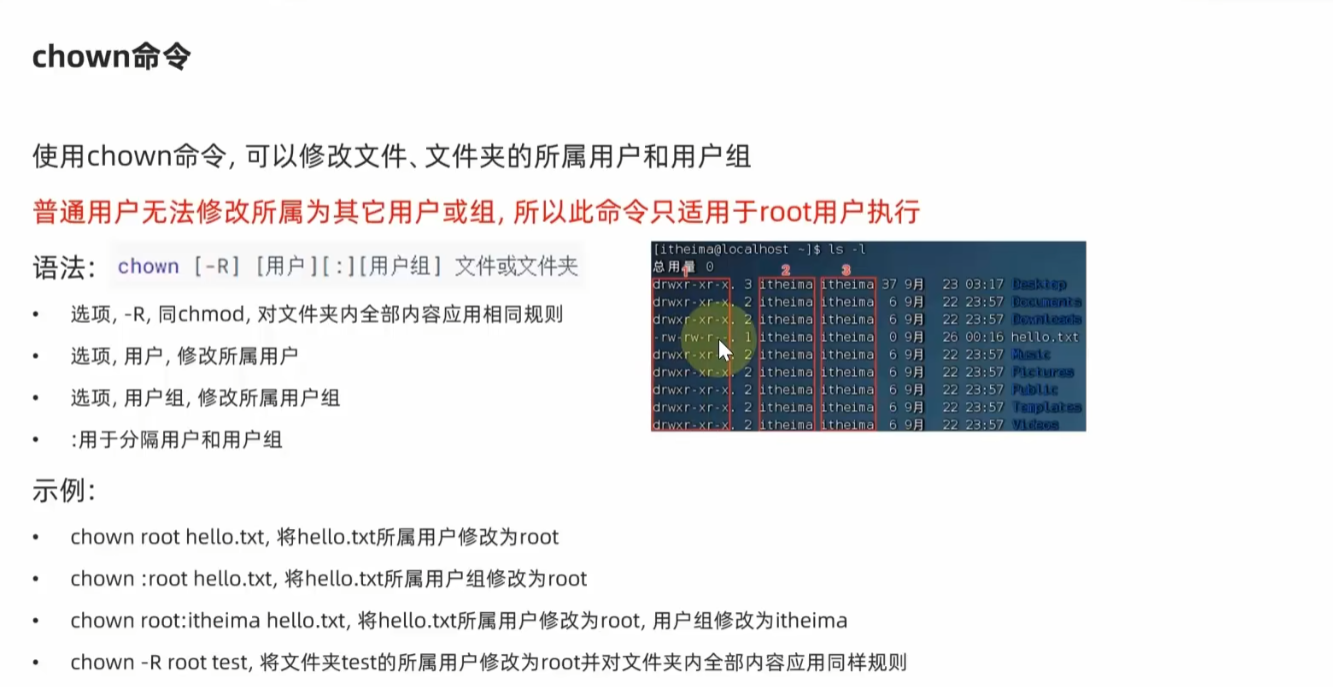 chown命令
使用chown命令, 可以修改文件、文件夹的所属用户和用户组
普通用户无法修改所属为其它用户或组, 所以此命令只适用于root用户执行
语法: chown [-R] [用户][:][用户组] 文件或文件夹
• 选项, -R, 同chmod, 对文件夹内全部内容应用相同规则
• 选项, 用户, 修改所属用户
• 选项, 用户组, 修改所属用户组
• :用于分隔用户和用户组
[itheima@localhost ~]$ ls -l
总用量 0
1 2 3
drwxr-xr-x. 3 itheima itheima 37 9月 23 03:17 Desktop
drwxr-xr-x. 2 itheima itheima 6 9月 22 23:57 Documents
drwxr-xr-x. 2 itheima itheima 6 9月 22 23:57 Downloads
-rw-rw-r--. 1 itheima itheima 0 9月 26 00:16 hello.txt
drwxr-xr-x. 2 itheima itheima 6 9月 22 23:57 Music
drwxr-xr-x. 2 itheima itheima 6 9月 22 23:57 Pictures
drwxr-xr-x. 2 itheima itheima 6 9月 22 23:57 Public
drwxr-xr-x. 2 itheima itheima 6 9月 22 23:57 Templates
drwxr-xr-x. 2 itheima itheima 6 9月 22 23:57 Videos
示例:
• chown root hello.txt, 将hello.txt所属用户修改为root
• chown :root hello.txt, 将hello.txt所属用户组修改为root
• chown root:itheima hello.txt, 将hello.txt所属用户修改为root, 用户组修改为itheima
• chown -R root test, 将文件夹test的所属用户修改为root并对文件夹内全部内容应用同样规则